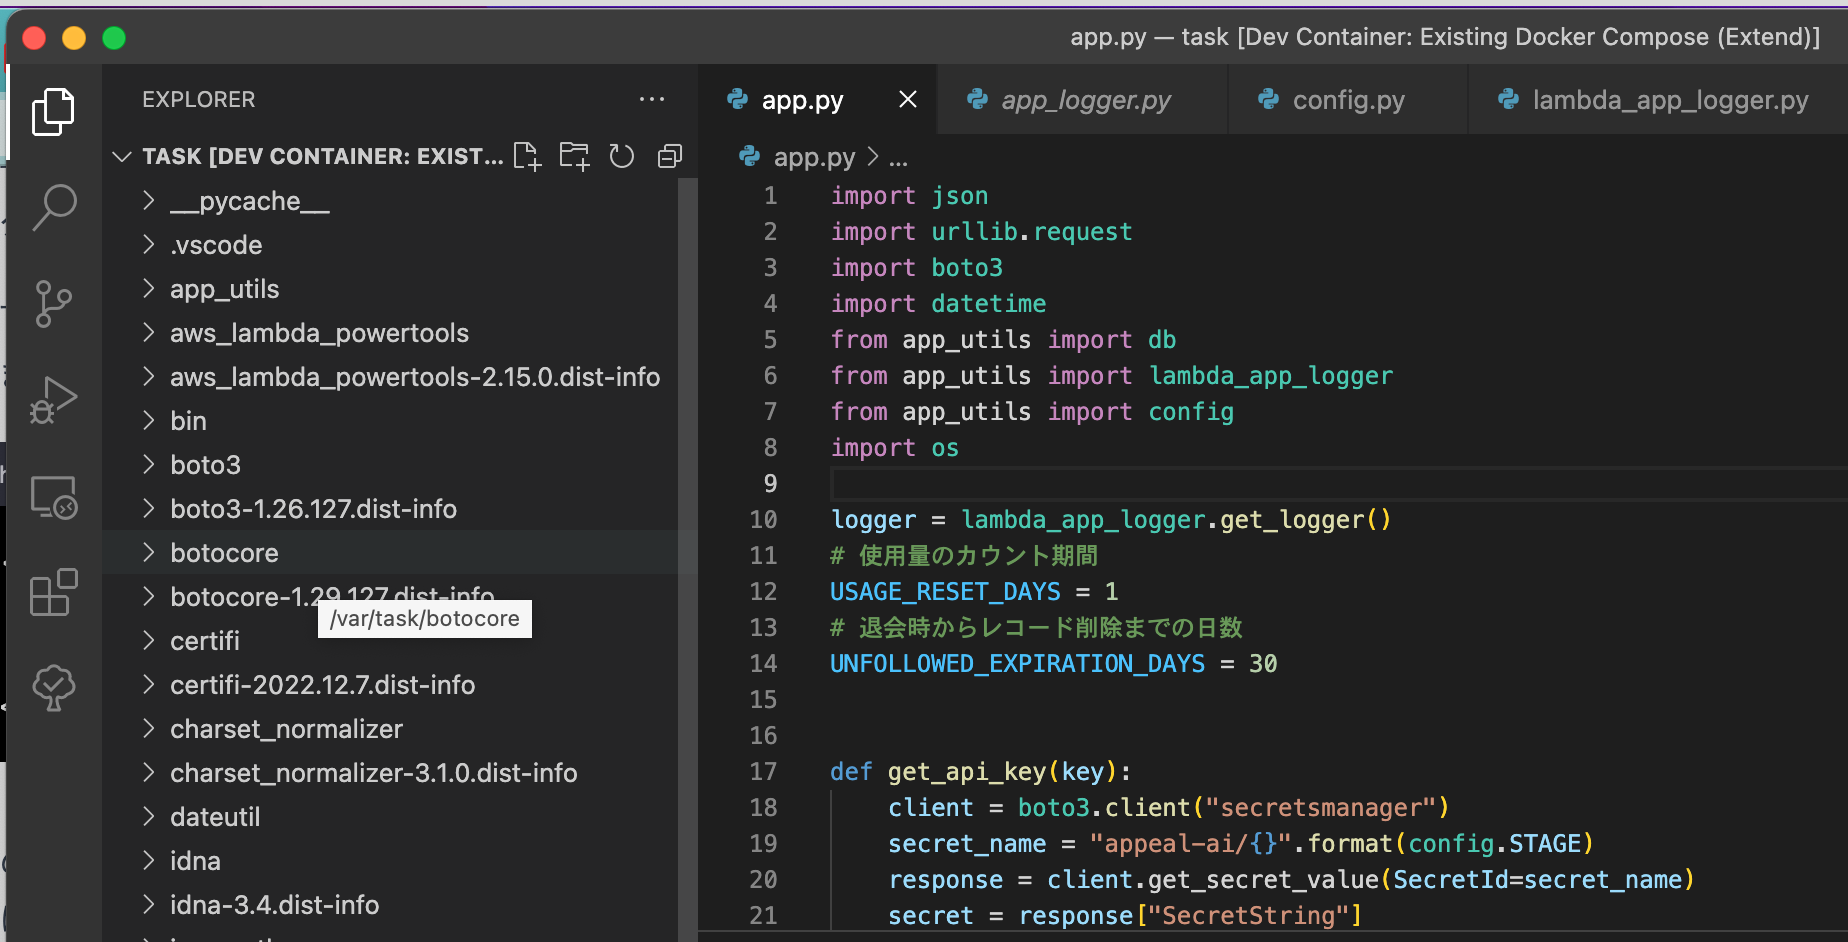 app.py — task [Dev Container: Existing Docker Compose (Extend)]
EXPLORER
TASK [DEV CONTAINER: EXIST...
__pycache__
.vscode
app_utils
aws_lambda_powertools
aws_lambda_powertools-2.15.0.dist-info
bin
boto3
boto3-1.26.127.dist-info
botocore
botocore-1.29.127.dist-info
/var/task/botocore
certifi
certifi-2022.12.7.dist-info
charset_normalizer
charset_normalizer-3.1.0.dist-info
dateutil
idna
idna-3.4.dist-info
app.py
app_logger.py
config.py
lambda_app_logger.py
app.py > ...
1 import json
2 import urllib.request
3 import boto3
4 import datetime
5 from app_utils import db
6 from app_utils import lambda_app_logger
7 from app_utils import config
8 import os
9
10 logger = lambda_app_logger.get_logger()
11 # 使用量のカウント期間
12 USAGE_RESET_DAYS = 1
13 # 退会時からレコード削除までの日数
14 UNFOLLOWED_EXPIRATION_DAYS = 30
15
16
17 def get_api_key(key):
18 client = boto3.client("secretsmanager")
19 secret_name = "appeal-ai/{}".format(config.STAGE)
20 response = client.get_secret_value(SecretId=secret_name)
21 secret = response["SecretString"]